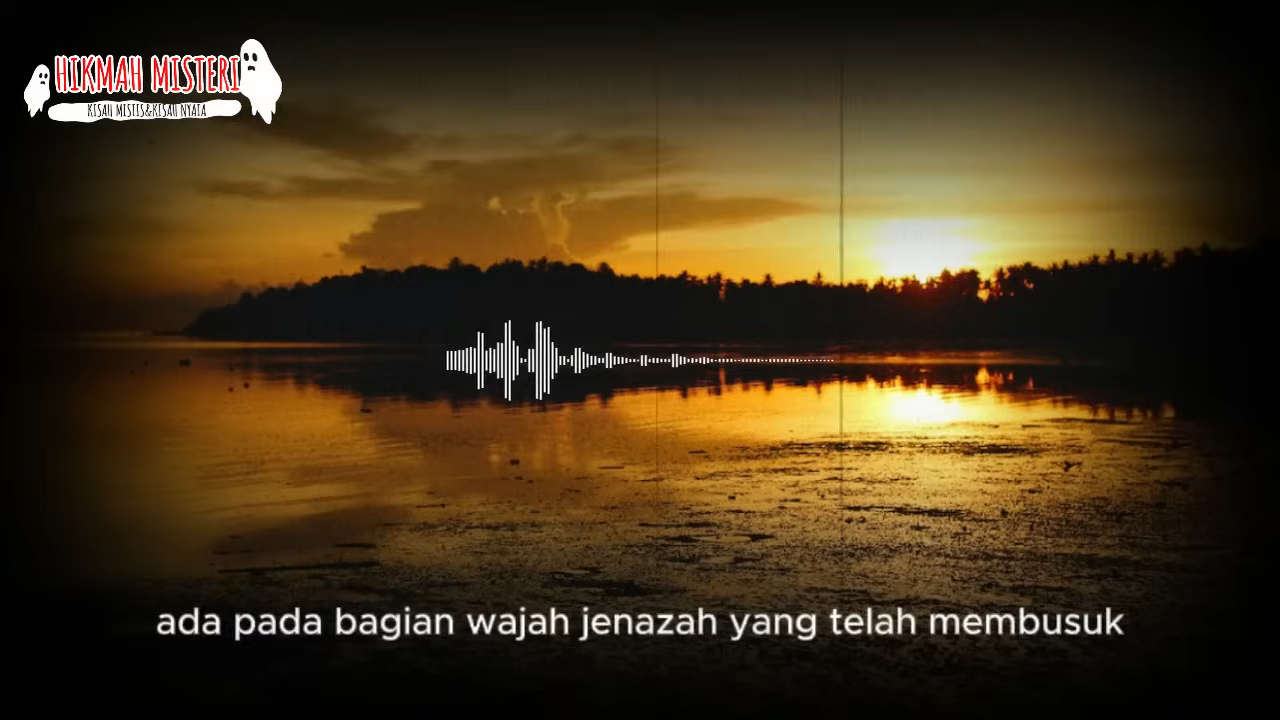 HIKMAH MISTERI
KISAH MISTIS&KISAH NYATA
ada pada bagian wajah jenazah yang telah membusuk